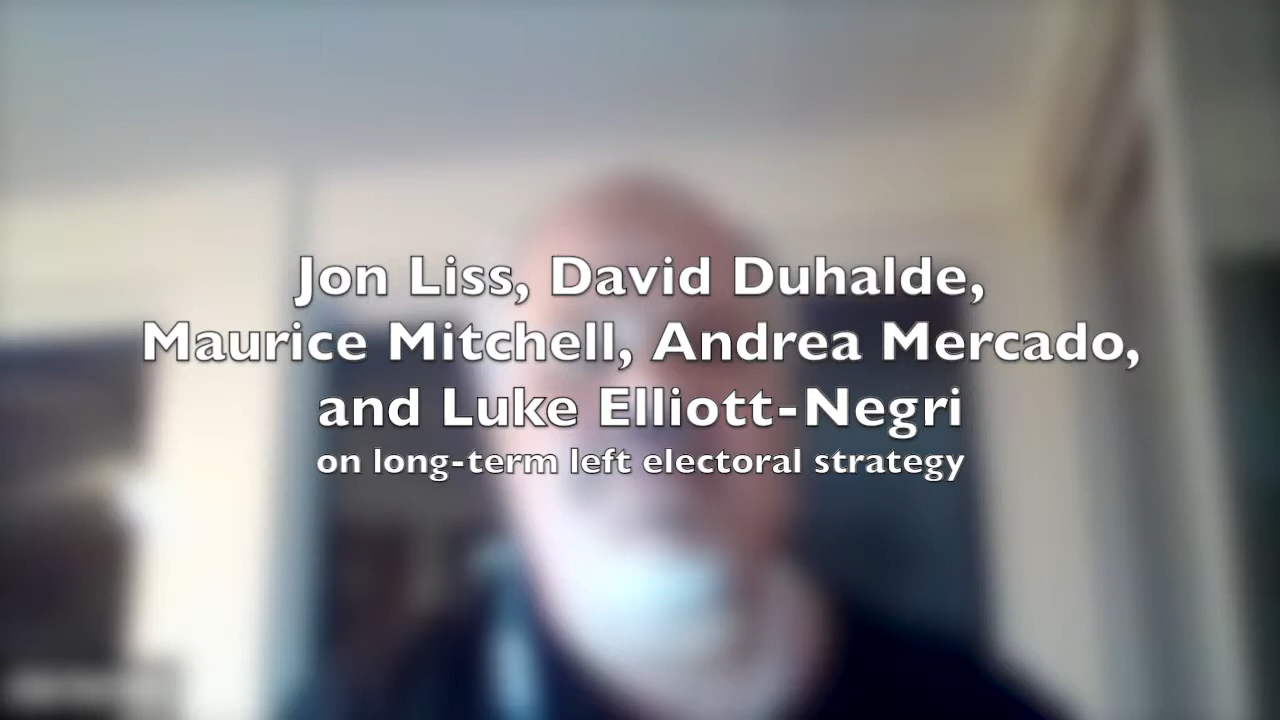 Jon Liss, David Duhalde,
Maurice Mitchell, Andrea Mercado,
and Luke Elliott-Negri
on long-term left electoral strategy